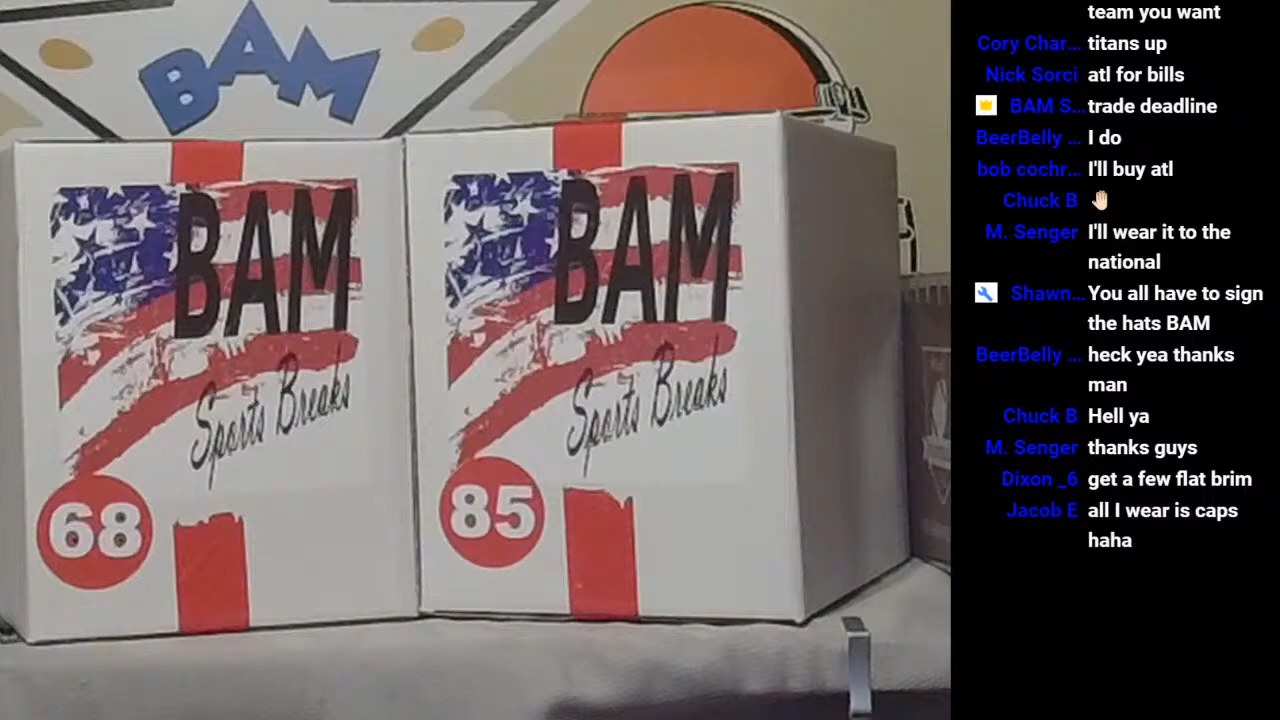 BAM
BAM
Sports Breaks
68
BAM
Sports Breaks
85
team you want
Cory Char... titans up
Nick Sorci atl for bills
BAM S... trade deadline
BeerBelly ... I do
bob cochr... I'll buy atl
Chuck B 🤚🏻
M. Senger I'll wear it to the
national
Shawn... You all have to sign
the hats BAM
BeerBelly ... heck yea thanks
man
Chuck B Hell ya
M. Senger thanks guys
Dixon _6 get a few flat brim
Jacob E all I wear is caps
haha